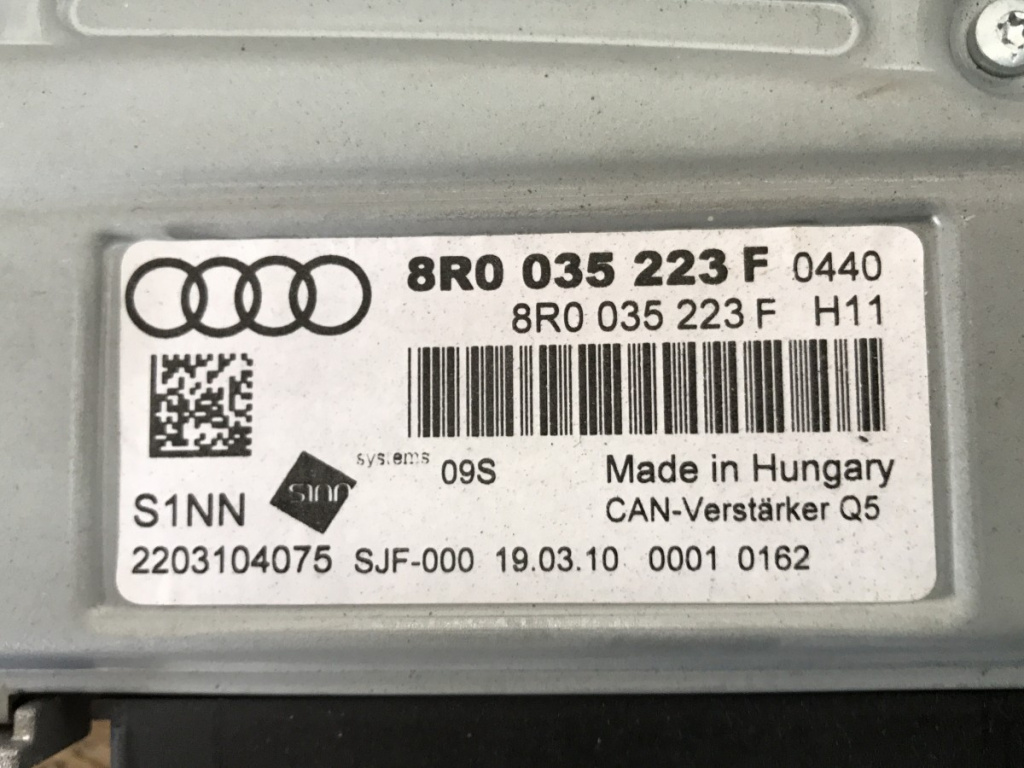 8R0 035 223 F 0440
8R0 035 223 F H11
systems
09S
Made in Hungary
S1NN
sinn
CAN-Verstärker Q5
2203104075 SJF-000 19.03.10 0001 0162